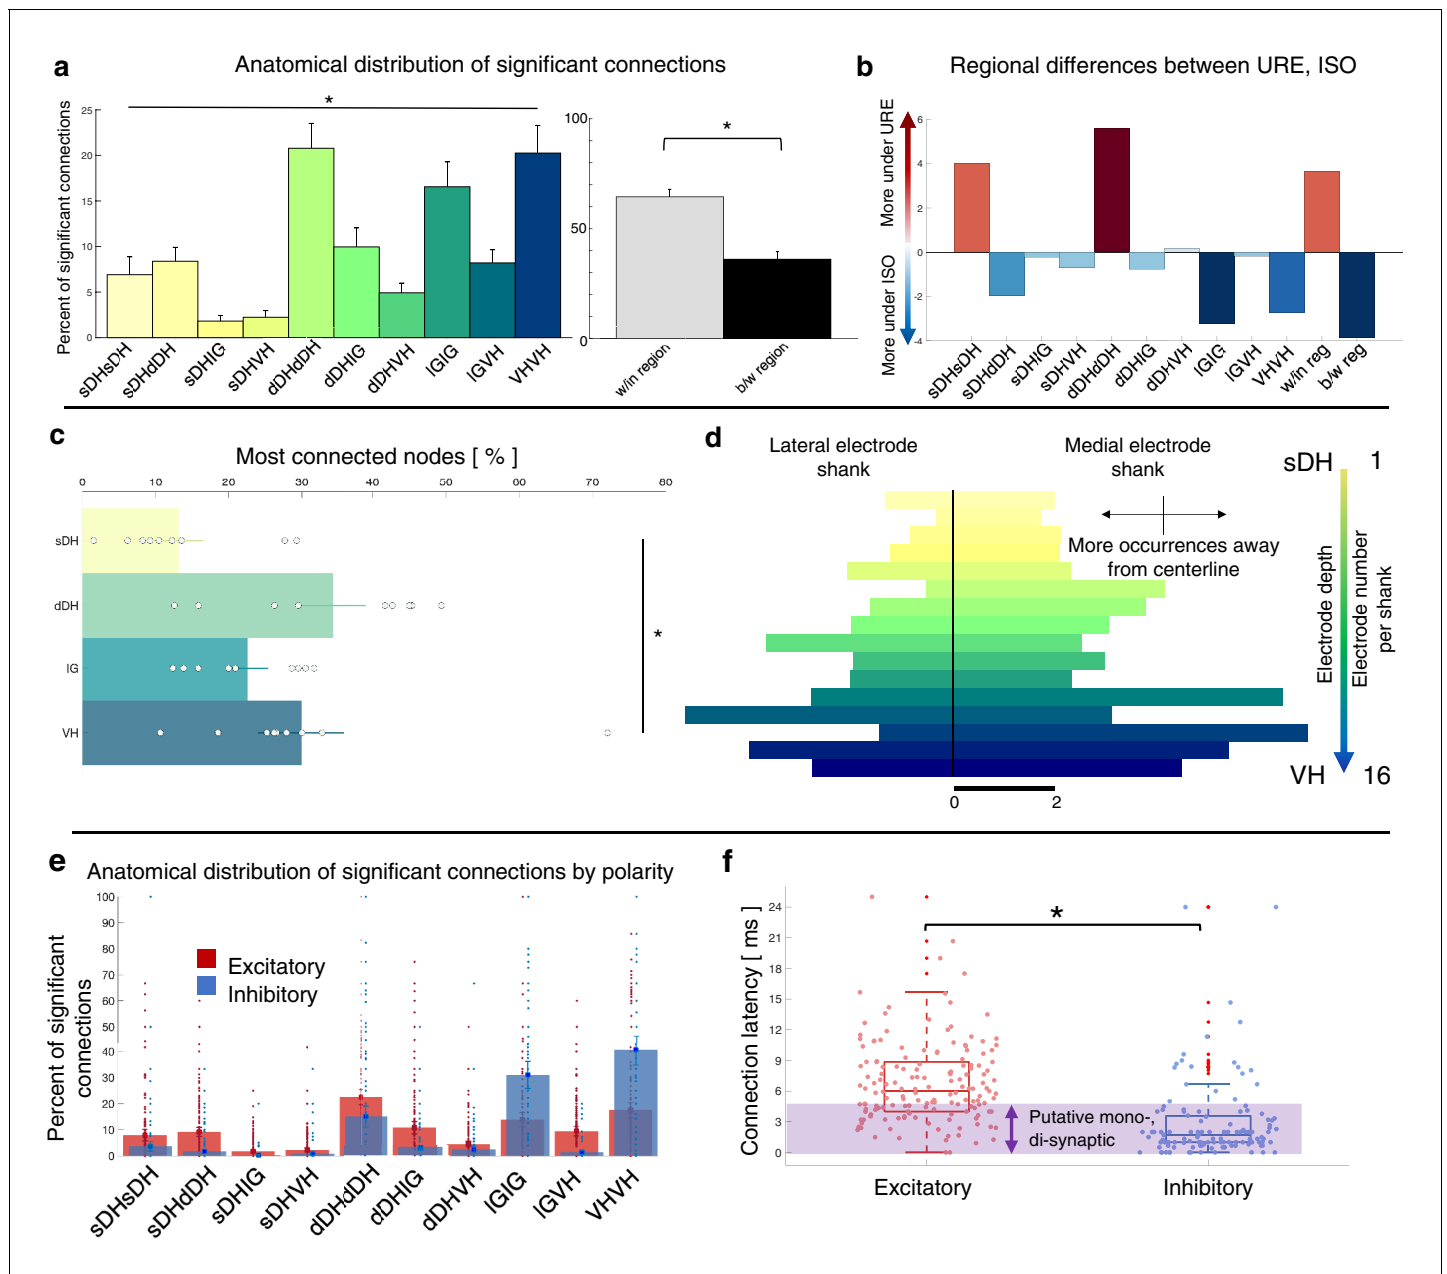 a
Anatomical distribution of significant connections
Percent of significant connections
25
20
15
10
5
0
*
sDHsDH
sDHdDH
sDHIG
sDHVH
dDHdDH
dDHIG
dDHVH
IGIG
IGVH
VHVH
100
50
0
*
w/in region
b/w region
b
Regional differences between URE, ISO
More under URE
More under ISO
6
4
2
0
-2
-4
sDHsDH
sDHdDH
sDHIG
sDHVH
dDHdDH
dDHIG
dDHVH
IGIG
IGVH
VHVH
w/in reg
b/w reg
c
Most connected nodes [ % ]
0 10 20 30 40 50 60 70 80
sDH
dDH
IG
VH
*
d
Lateral electrode
shank
Medial electrode
shank
More occurrences away
from centerline
sDH 1
Electrode depth
Electrode number
per shank
VH 16
0 2
e
Anatomical distribution of significant connections by polarity
Percent of significant
connections
100
90
80
70
60
50
40
30
20
10
0
Excitatory
Inhibitory
sDHsDH
sDHdDH
sDHIG
sDHVH
dDHdDH
dDHIG
dDHVH
IGIG
IGVH
VHVH
f
Connection latency [ ms ]
24
21
18
15
12
9
6
3
0
*
Putative mono-,
di-synaptic
Excitatory
Inhibitory